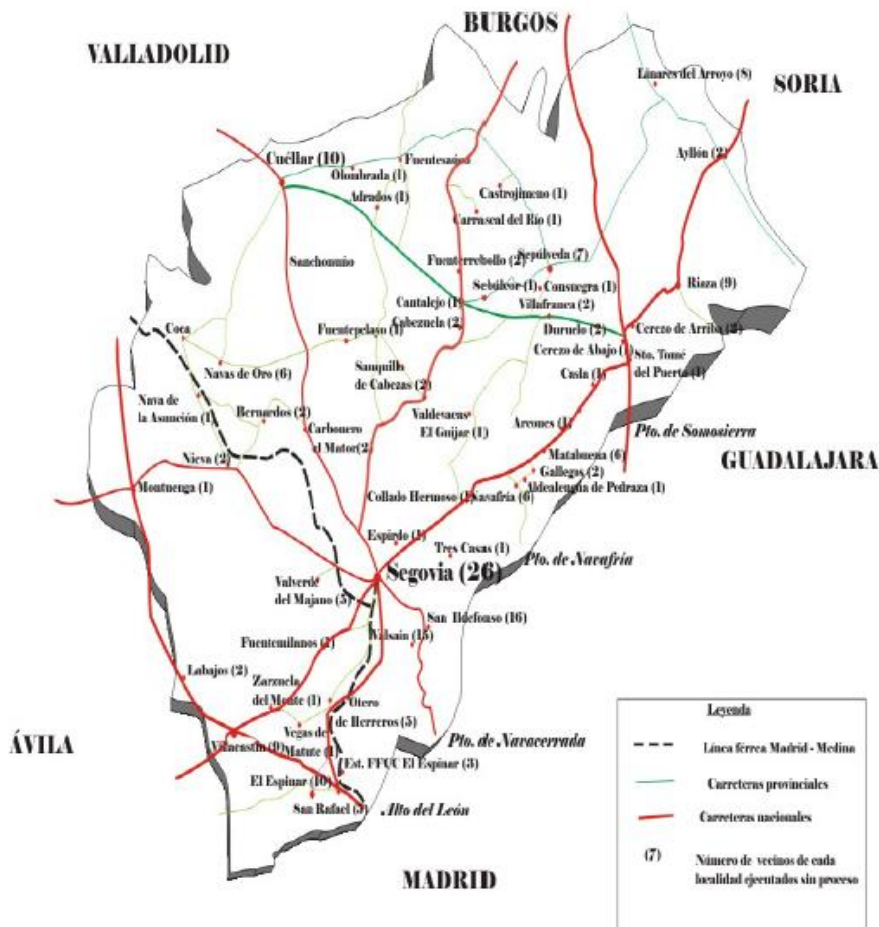 BURGOS
VALLADOLID
SORIA
Linares del Arroyo (8)
Ayllón (2)
Cuéllar (10)
Fuentesaúco
Olombrada (1)
Adrados (1)
Castrojimeno (1)
Carrascal del Río (1)
Sanchonuño
Fuenterrebollo (2)
Sepúlveda (7)
Sebúlcor (1)
Consuegra (1)
Riaza (9)
Cantalejo (1)
Villafranca (2)
Cabezuela (2)
Duruelo (2)
Cerezo de Arriba
Cerezo de Abajo (1)
Coca
Fuentepelayo (1)
Sto. Tomé
del Puerto (1)
Navas de Oro (6)
Sauquillo
de Cabezas (2)
Casla (1)
Nava de
la Asunción (1)
Bernardos (2)
Valdevacas
El Guijar (1)
Arcones (1)
Carbonero
el Mator(2)
Pto. de Somosierra
Nieva (2)
Matabuena (6)
GUADALAJARA
Gallegos (2)
Montuenga (1)
Collado Hermoso
Navafría (6)
Aldealengua de Pedraza (1)
Espirdo (1)
Tres Casas (1)
Pto. de Navafría
Segovia (26)
Valverde
del Majano (5)
San Ildefonso (16)
Valsaín (15)
Fuentemilanos
Labajos (2)
Zarzuela
del Monte (1)
Otero
de Herreros (5)
Vegas de
Matute (1)
ÁVILA
Villacastín (9)
Pto. de Navacerrada
Est. FFCC El Espinar (3)
El Espinar (10)
San Rafael (3)
Alto del León
MADRID
Leyenda
Línea férrea Madrid - Medina
Carreteras provinciales
Carreteras nacionales
(7)
Número de vecinos de cada
localidad ejecutados sin proceso